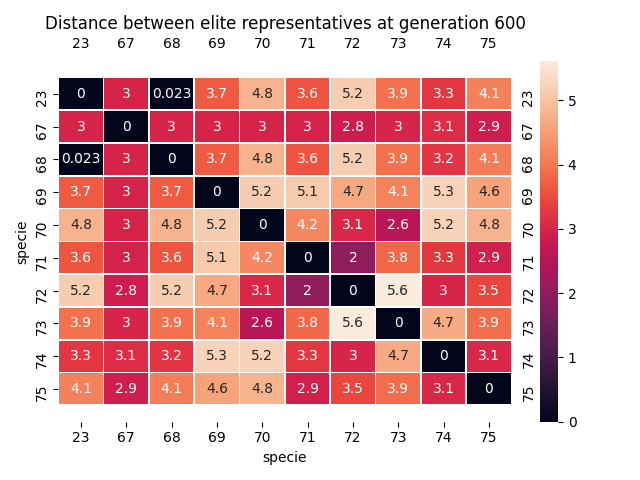 Distance between elite representatives at generation 600
23 67 68 69 70 71 72 73 74 75
23 0 3 0.023 3.7 4.8 3.6 5.2 3.9 3.3 4.1 23
67 3 0 3 3 3 3 2.8 3 3.1 2.9 67
68 0.023 3 0 3.7 4.8 3.6 5.2 3.9 3.2 4.1 68
69 3.7 3 3.7 0 5.2 5.1 4.7 4.1 5.3 4.6 69
70 4.8 3 4.8 5.2 0 4.2 3.1 2.6 5.2 4.8 70
71 3.6 3 3.6 5.1 4.2 0 2 3.8 3.3 2.9 71
72 5.2 2.8 5.2 4.7 3.1 2 0 5.6 3 3.5 72
73 3.9 3 3.9 4.1 2.6 3.8 5.6 0 4.7 3.9 73
74 3.3 3.1 3.2 5.3 5.2 3.3 3 4.7 0 3.1 74
75 4.1 2.9 4.1 4.6 4.8 2.9 3.5 3.9 3.1 0 75
23 67 68 69 70 71 72 73 74 75
specie
specie
5
4
3
2
1
0